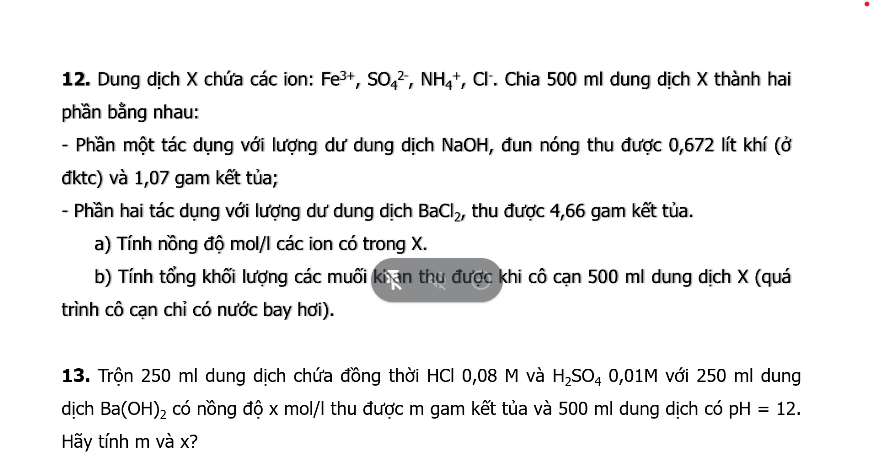 12. Dung dịch X chứa các ion: Fe³⁺, SO₄²⁻, NH₄⁺, Cl⁻. Chia 500 ml dung dịch X thành hai
phần bằng nhau:
- Phần một tác dụng với lượng dư dung dịch NaOH, đun nóng thu được 0,672 lít khí (ở
đktc) và 1,07 gam kết tủa;
- Phần hai tác dụng với lượng dư dung dịch BaCl₂, thu được 4,66 gam kết tủa.
a) Tính nồng độ mol/l các ion có trong X.
b) Tính tổng khối lượng các muối khan thu được khi cô cạn 500 ml dung dịch X (quá
trình cô cạn chỉ có nước bay hơi).
13. Trộn 250 ml dung dịch chứa đồng thời HCl 0,08 M và H₂SO₄ 0,01M với 250 ml dung
dịch Ba(OH)₂ có nồng độ x mol/l thu được m gam kết tủa và 500 ml dung dịch có pH = 12.
Hãy tính m và x?